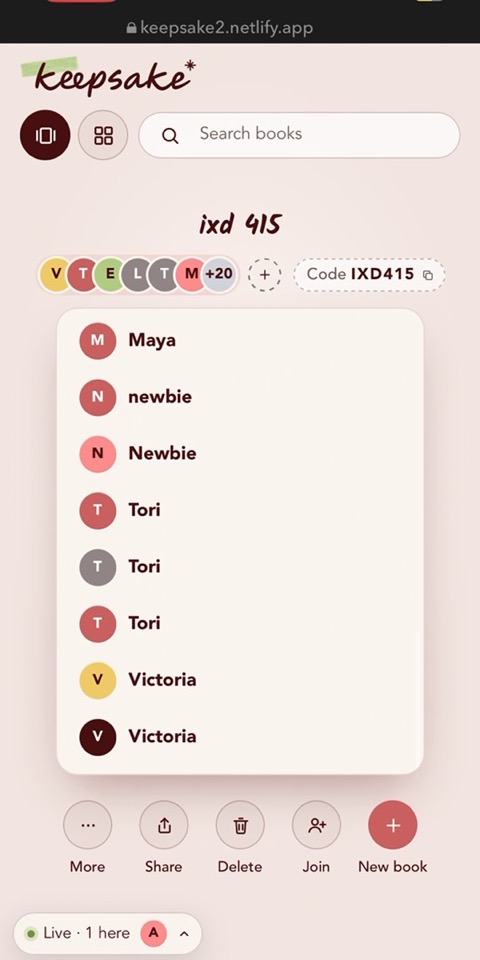 keepsake2.netlify.app
keepsake*
Search books
ixd 415
V T E L T M +20 + Code IXD415
M Maya
N newbie
N Newbie
T Tori
T Tori
T Tori
V Victoria
V Victoria
More Share Delete Join New book
Live · 1 here A